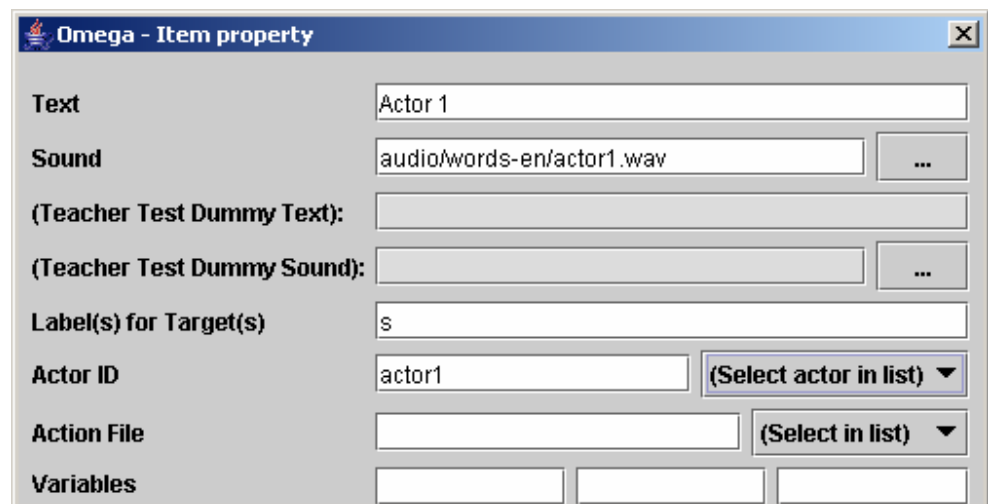 Omega - Item property
Text Actor 1
Sound audio/words-en/actor1.wav ...
(Teacher Test Dummy Text):
(Teacher Test Dummy Sound): ...
Label(s) for Target(s) s
Actor ID actor1 (Select actor in list)
Action File (Select in list)
Variables